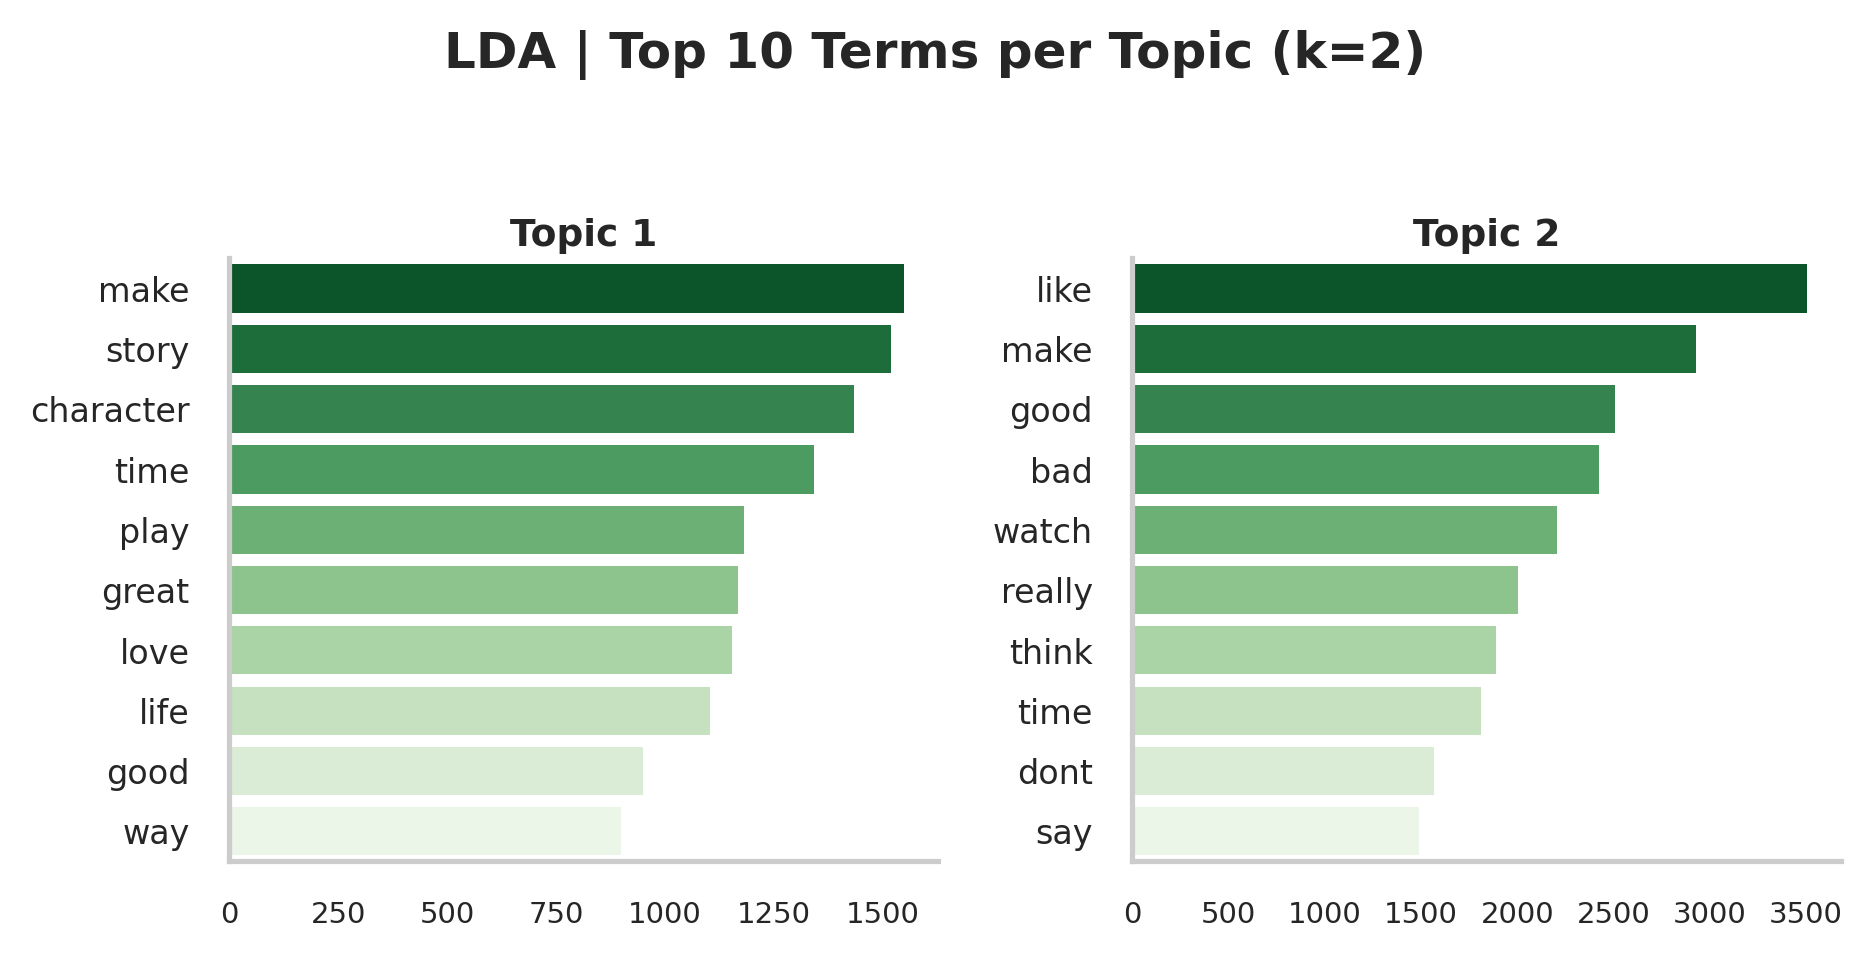 LDA | Top 10 Terms per Topic (k=2)
Topic 1
make
story
character
time
play
great
love
life
good
way
0 250 500 750 1000 1250 1500
Topic 2
like
make
good
bad
watch
really
think
time
dont
say
0 500 1000 1500 2000 2500 3000 3500